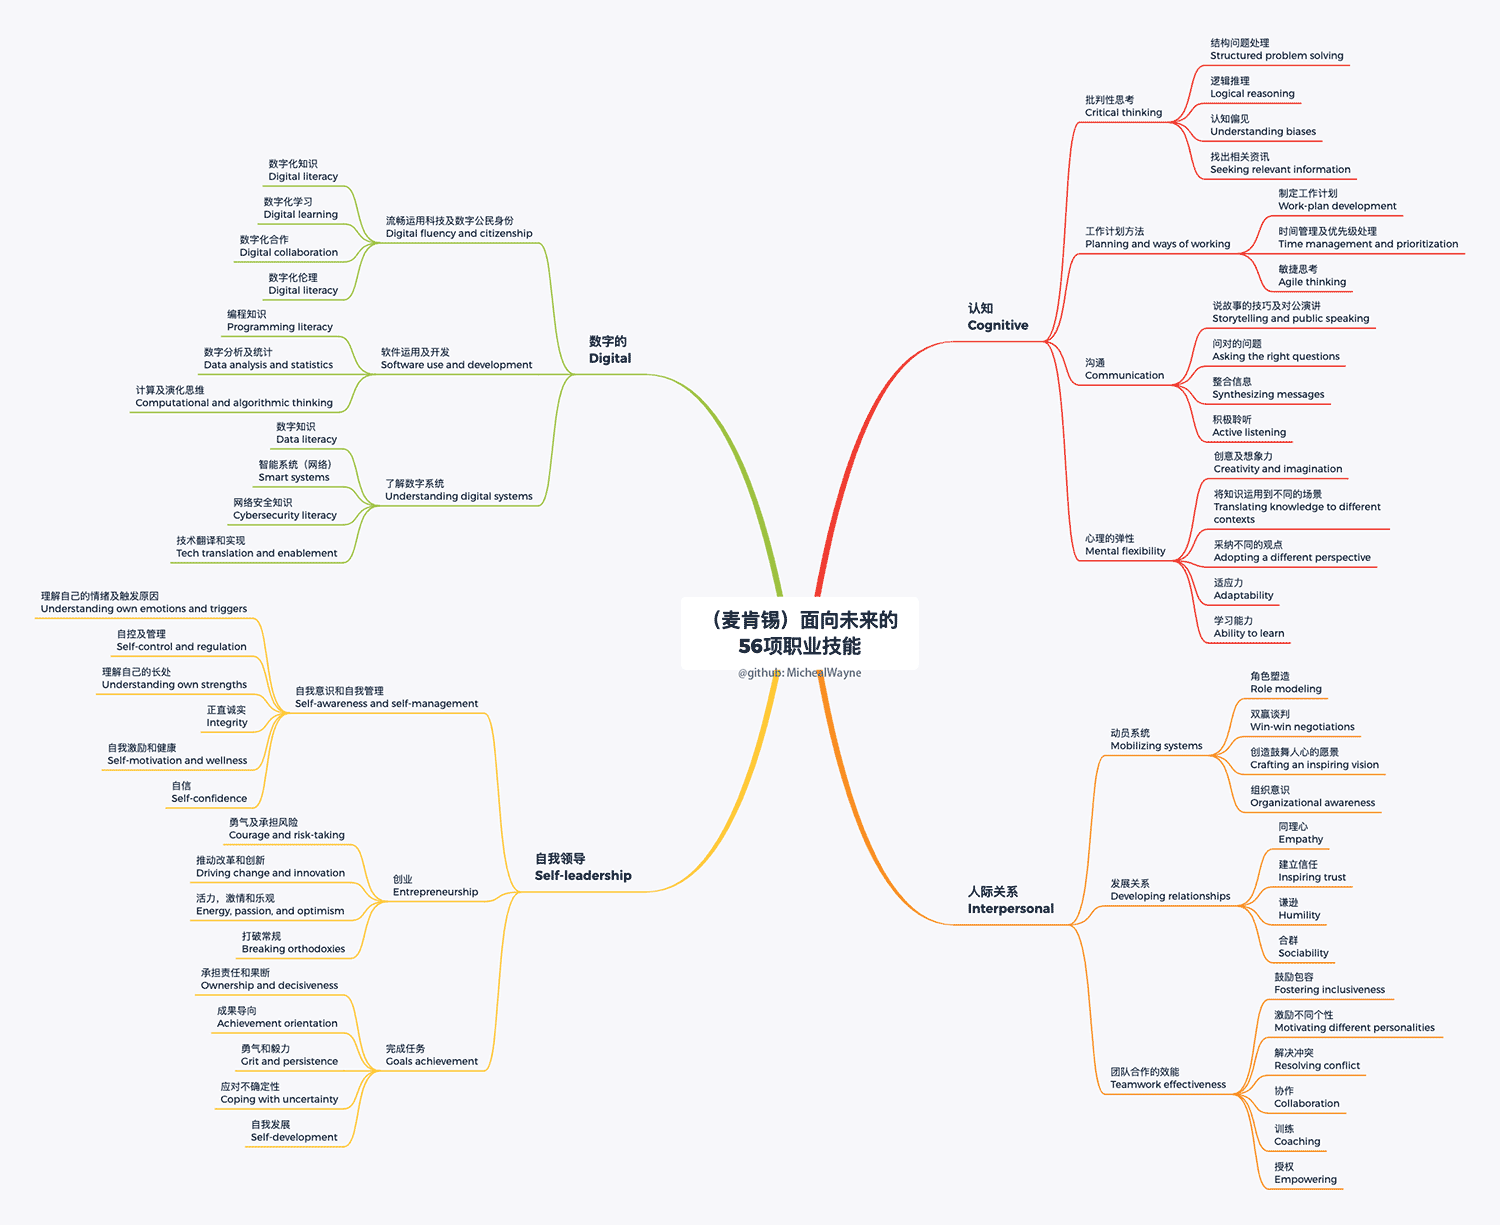 （麦肯锡）面向未来的
56项职业技能
@github: MichealWayne
认知
Cognitive
批判性思考
Critical thinking
结构问题处理
Structured problem solving
逻辑推理
Logical reasoning
认知偏见
Understanding biases
找出相关资讯
Seeking relevant information
工作计划方法
Planning and ways of working
制定工作计划
Work-plan development
时间管理及优先级处理
Time management and prioritization
敏捷思考
Agile thinking
沟通
Communication
说故事的技巧及对公演讲
Storytelling and public speaking
问对的问题
Asking the right questions
整合信息
Synthesizing messages
积极聆听
Active listening
心理的弹性
Mental flexibility
创意及想象力
Creativity and imagination
将知识运用到不同的场景
Translating knowledge to different
contexts
采纳不同的观点
Adopting a different perspective
适应力
Adaptability
学习能力
Ability to learn
人际关系
Interpersonal
动员系统
Mobilizing systems
角色塑造
Role modeling
双赢谈判
Win-win negotiations
创造鼓舞人心的愿景
Crafting an inspiring vision
组织意识
Organizational awareness
发展关系
Developing relationships
同理心
Empathy
建立信任
Inspiring trust
谦逊
Humility
合群
Sociability
团队合作的效能
Teamwork effectiveness
鼓励包容
Fostering inclusiveness
激励不同个性
Motivating different personalities
解决冲突
Resolving conflict
协作
Collaboration
训练
Coaching
授权
Empowering
数字的
Digital
流畅运用科技及数字公民身份
Digital fluency and citizenship
数字化知识
Digital literacy
数字化学习
Digital learning
数字化合作
Digital collaboration
数字化伦理
Digital literacy
软件运用及开发
Software use and development
编程知识
Programming literacy
数字分析及统计
Data analysis and statistics
计算及演化思维
Computational and algorithmic thinking
了解数字系统
Understanding digital systems
数字知识
Data literacy
智能系统（网络）
Smart systems
网络安全知识
Cybersecurity literacy
技术翻译和实现
Tech translation and enablement
自我领导
Self-leadership
自我意识和自我管理
Self-awareness and self-management
理解自己的情绪及触发原因
Understanding own emotions and triggers
自控及管理
Self-control and regulation
理解自己的长处
Understanding own strengths
正直诚实
Integrity
自我激励和健康
Self-motivation and wellness
自信
Self-confidence
创业
Entrepreneurship
勇气及承担风险
Courage and risk-taking
推动改革和创新
Driving change and innovation
活力，激情和乐观
Energy, passion, and optimism
打破常规
Breaking orthodoxies
完成任务
Goals achievement
承担责任和果断
Ownership and decisiveness
成果导向
Achievement orientation
勇气和毅力
Grit and persistence
应对不确定性
Coping with uncertainty
自我发展
Self-development